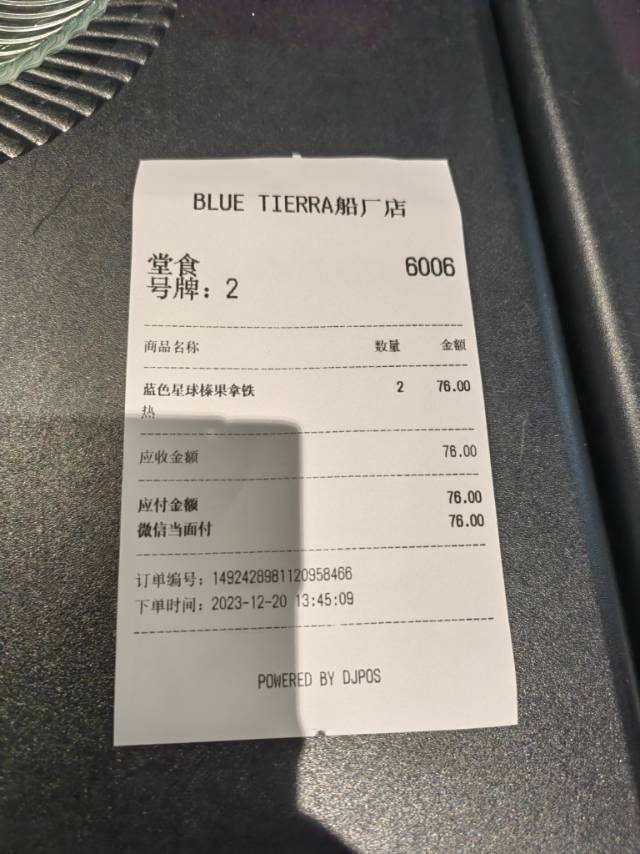 BLUE TIERRA船厂店
堂食 6006
号牌：2
商品名称 数量 金额
蓝色星球榛果拿铁 2 76.00
热
应收金额 76.00
应付金额 76.00
微信当面付 76.00
订单编号：1492428981120958466
下单时间：2023-12-20 13:45:09
POWERED BY DJPOS